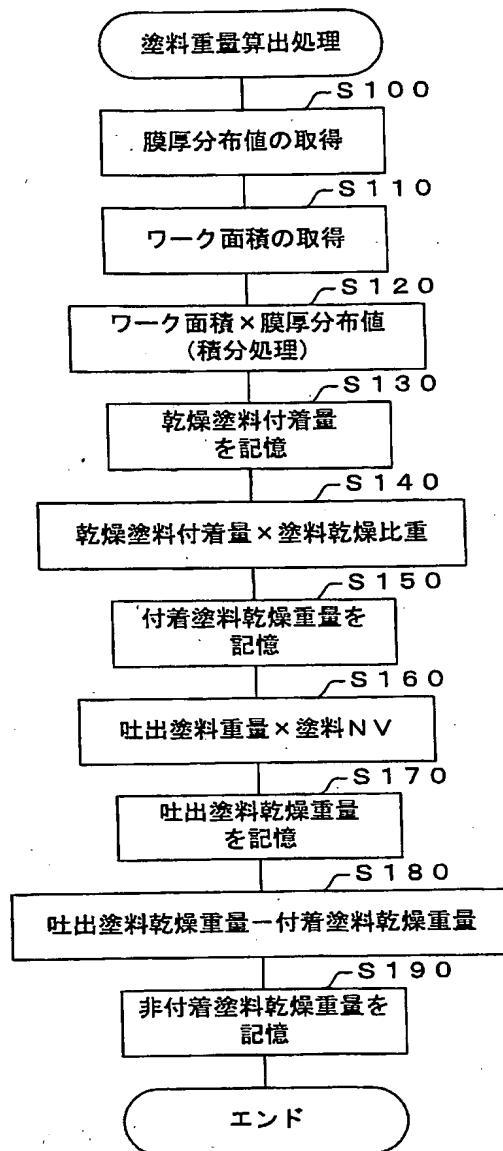 塗料重量算出処理
S100
膜厚分布値の取得
S110
ワーク面積の取得
S120
ワーク面積×膜厚分布値
(積分処理)
S130
乾燥塗料付着量
を記憶
S140
乾燥塗料付着量×塗料乾燥比重
S150
付着塗料乾燥重量を
記憶
S160
吐出塗料重量×塗料NV
S170
吐出塗料乾燥重量
を記憶
S180
吐出塗料乾燥重量−付着塗料乾燥重量
S190
非付着塗料乾燥重量を
記憶
エンド